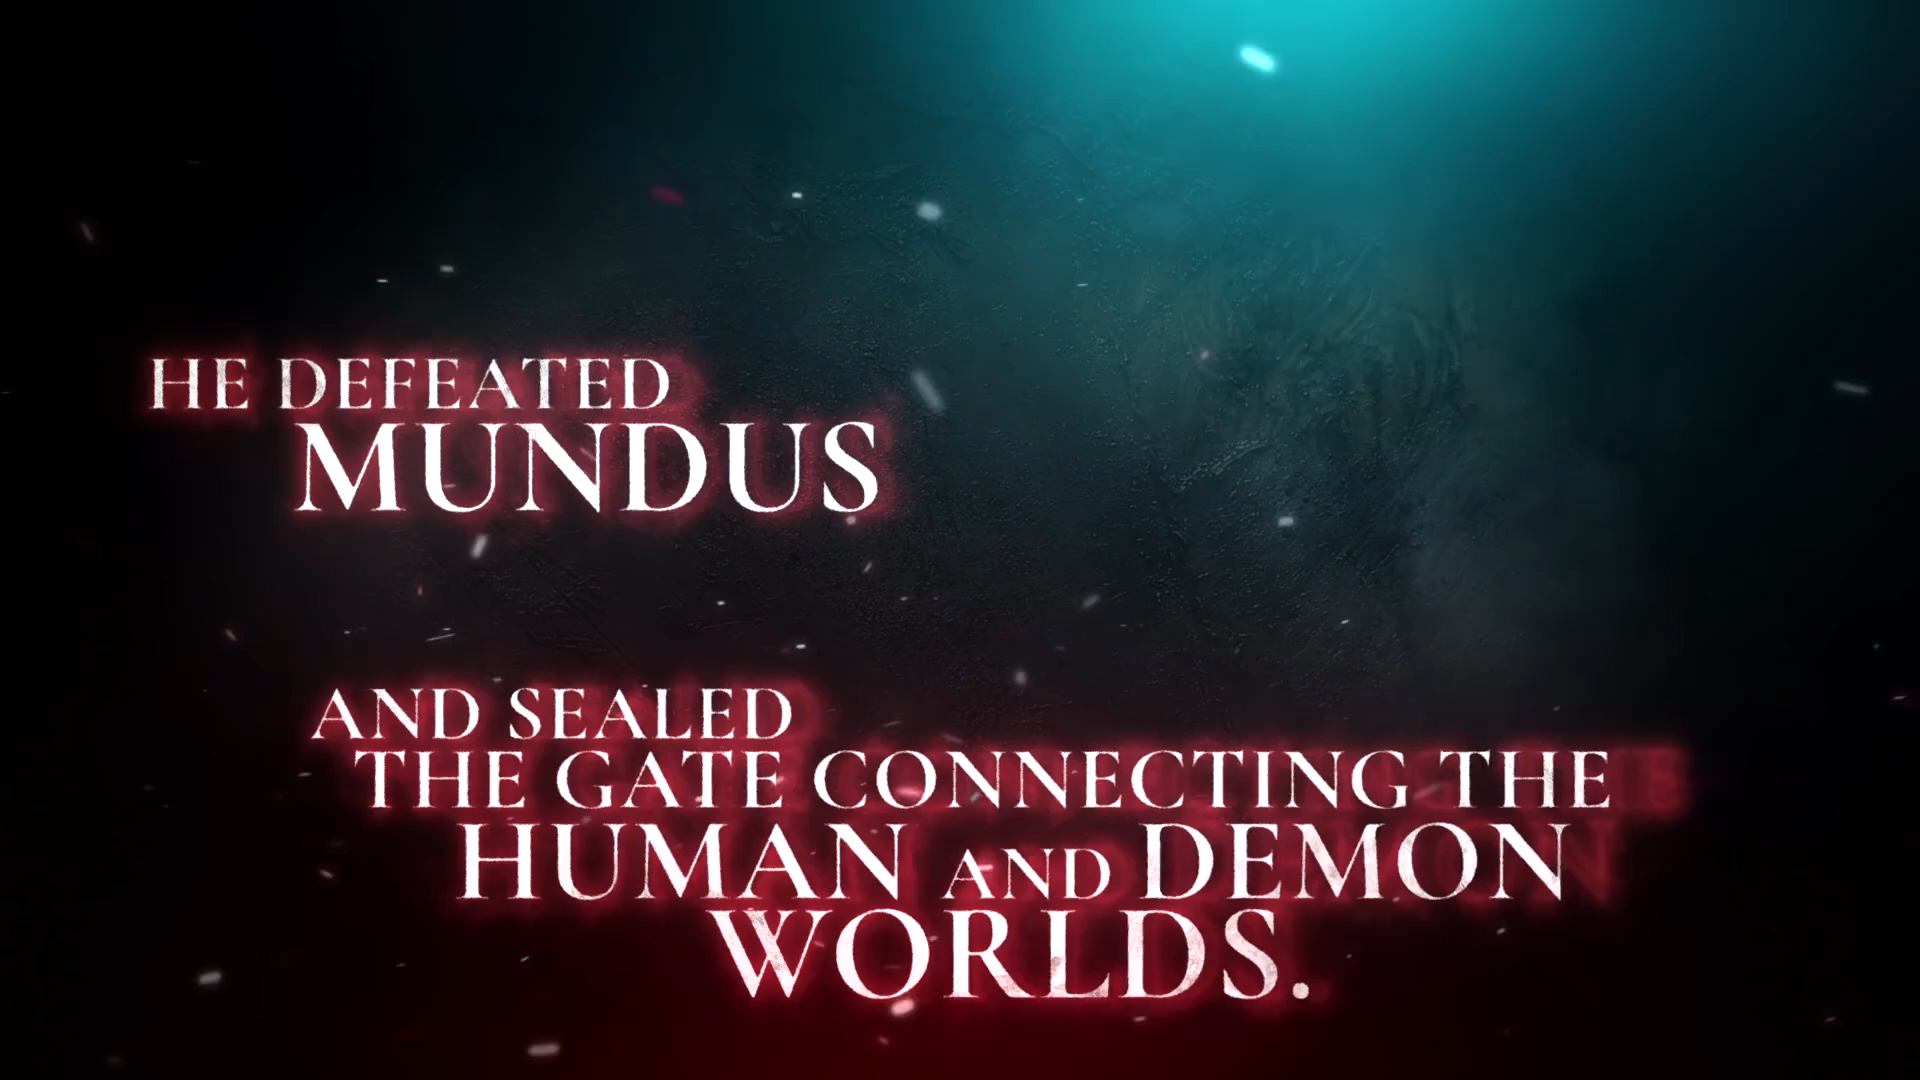 HE DEFEATED
MUNDUS
AND SEALED
THE GATE CONNECTING THE
HUMAN AND DEMON
WORLDS.